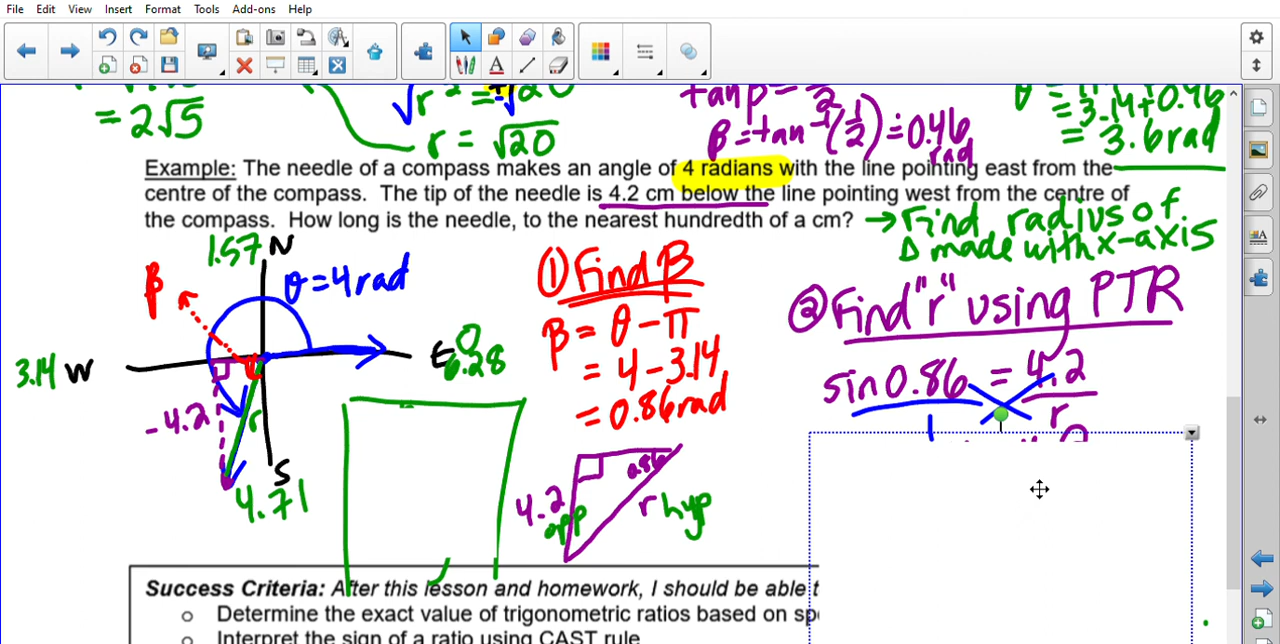 File Edit View Insert Format Tools Add-ons Help
= 2√5
r = √20
β = tan⁻¹(1/2) ≐ 0.46 rad
= 3.14 + 0.46
= 3.6 rad
Example: The needle of a compass makes an angle of 4 radians with the line pointing east from the
centre of the compass. The tip of the needle is 4.2 cm below the line pointing west from the centre of
the compass. How long is the needle, to the nearest hundredth of a cm?
→ Find radius of
Δ made with x-axis
1.57 N
θ = 4 rad
β
3.14 W
E 0
6.28
-4.2
r
S
4.71
① Find β
β = θ - π
= 4 - 3.14
= 0.86 rad
0.86
4.2
opp
r hyp
② Find "r" using PTR
sin 0.86 = 4.2
r
Success Criteria: After this lesson and homework, I should be able
Determine the exact value of trigonometric ratios based on
Interpret the sign of a ratio using CAST rule